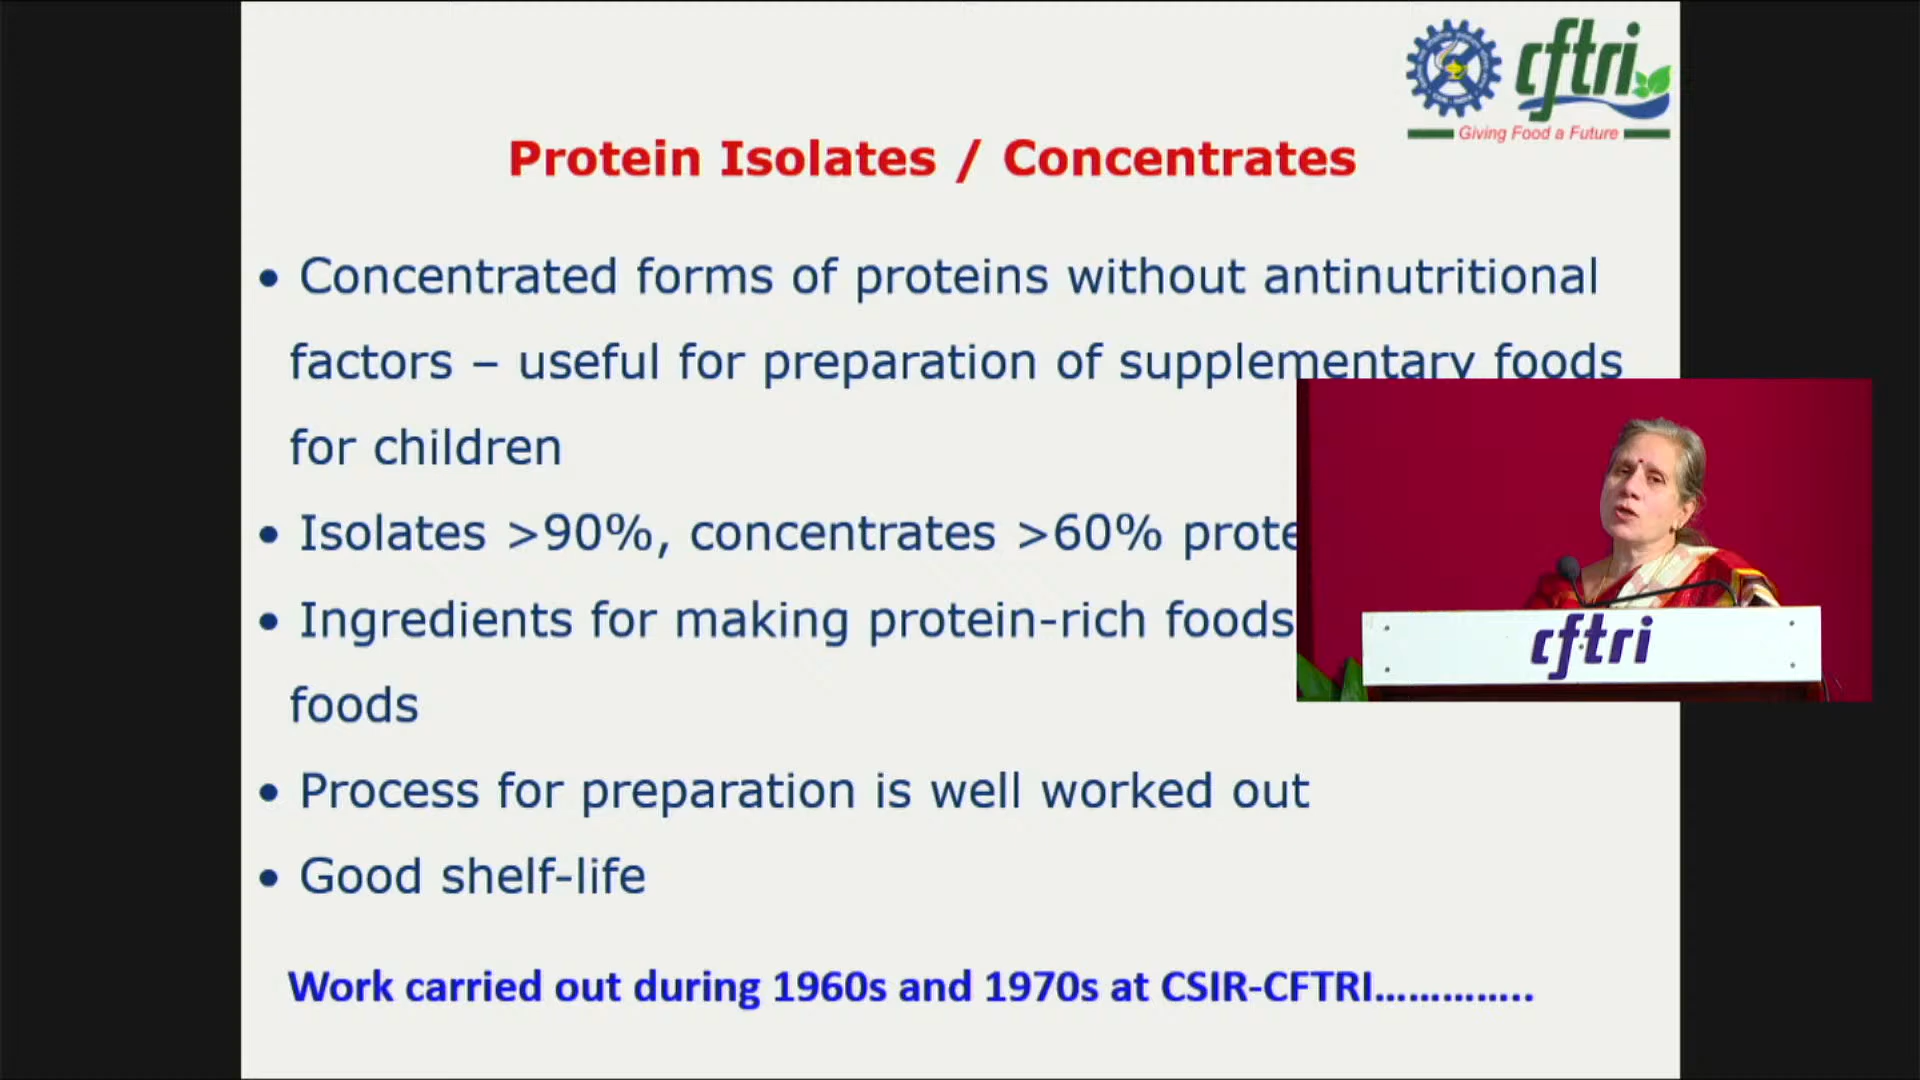 cftri
Giving Food a Future
Protein Isolates / Concentrates
• Concentrated forms of proteins without antinutritional
factors – useful for preparation of supplementary foods
for children
• Isolates >90%, concentrates >60%
• Ingredients for making protein-rich foods
foods
• Process for preparation is well worked out
• Good shelf-life
Work carried out during 1960s and 1970s at CSIR-CFTRI…………..
cftri